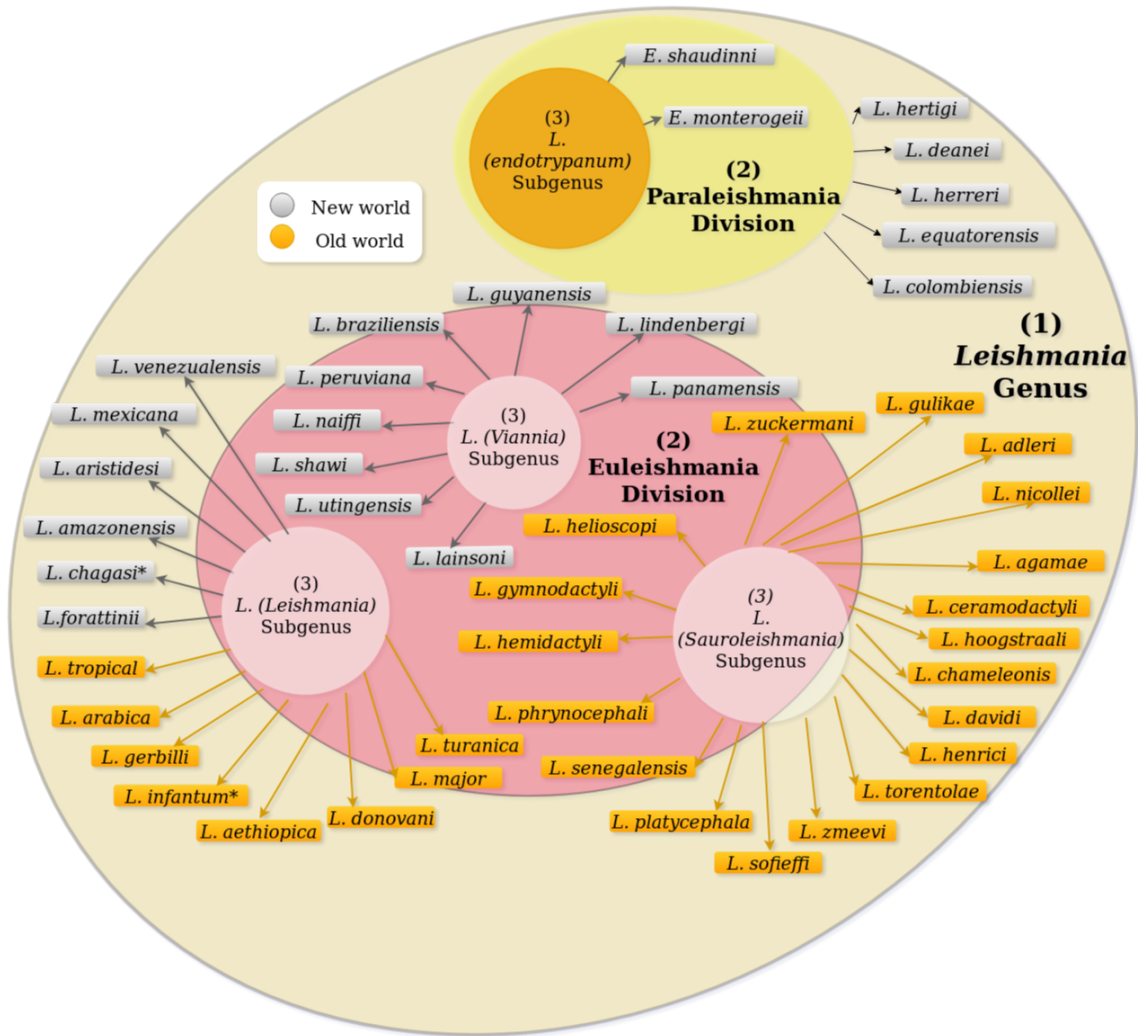 E. shaudinni
(3)
L.
(endotrypanum)
Subgenus
E. monterogeii
(2)
Paraleishmania
Division
L. hertigi
L. deanei
L. herreri
L. equatorensis
L. colombiensis
New world
Old world
(1)
Leishmania
Genus
L. guyanensis
L. braziliensis
L. lindenbergi
L. peruviana
L. panamensis
L. naiffi
L. shawi
L. utingensis
L. lainsoni
(3)
L. (Viannia)
Subgenus
(2)
Euleishmania
Division
L. venezualensis
L. mexicana
L. aristidesi
L. amazonensis
L. chagasi*
L.forattinii
(3)
L. (Leishmania)
Subgenus
L. tropical
L. arabica
L. gerbilli
L. infantum*
L. aethiopica
L. donovani
L. major
L. turanica
L. zuckermani
L. gulikae
L. adleri
L. nicollei
L. agamae
L. ceramodactyli
L. hoogstraali
L. chameleonis
L. davidi
L. henrici
L. torentolae
L. zmeevi
L. sofieffi
L. platycephala
L. senegalensis
L. phrynocephali
L. hemidactyli
L. gymnodactyli
L. helioscopi
(3)
L.
(Sauroleishmania)
Subgenus